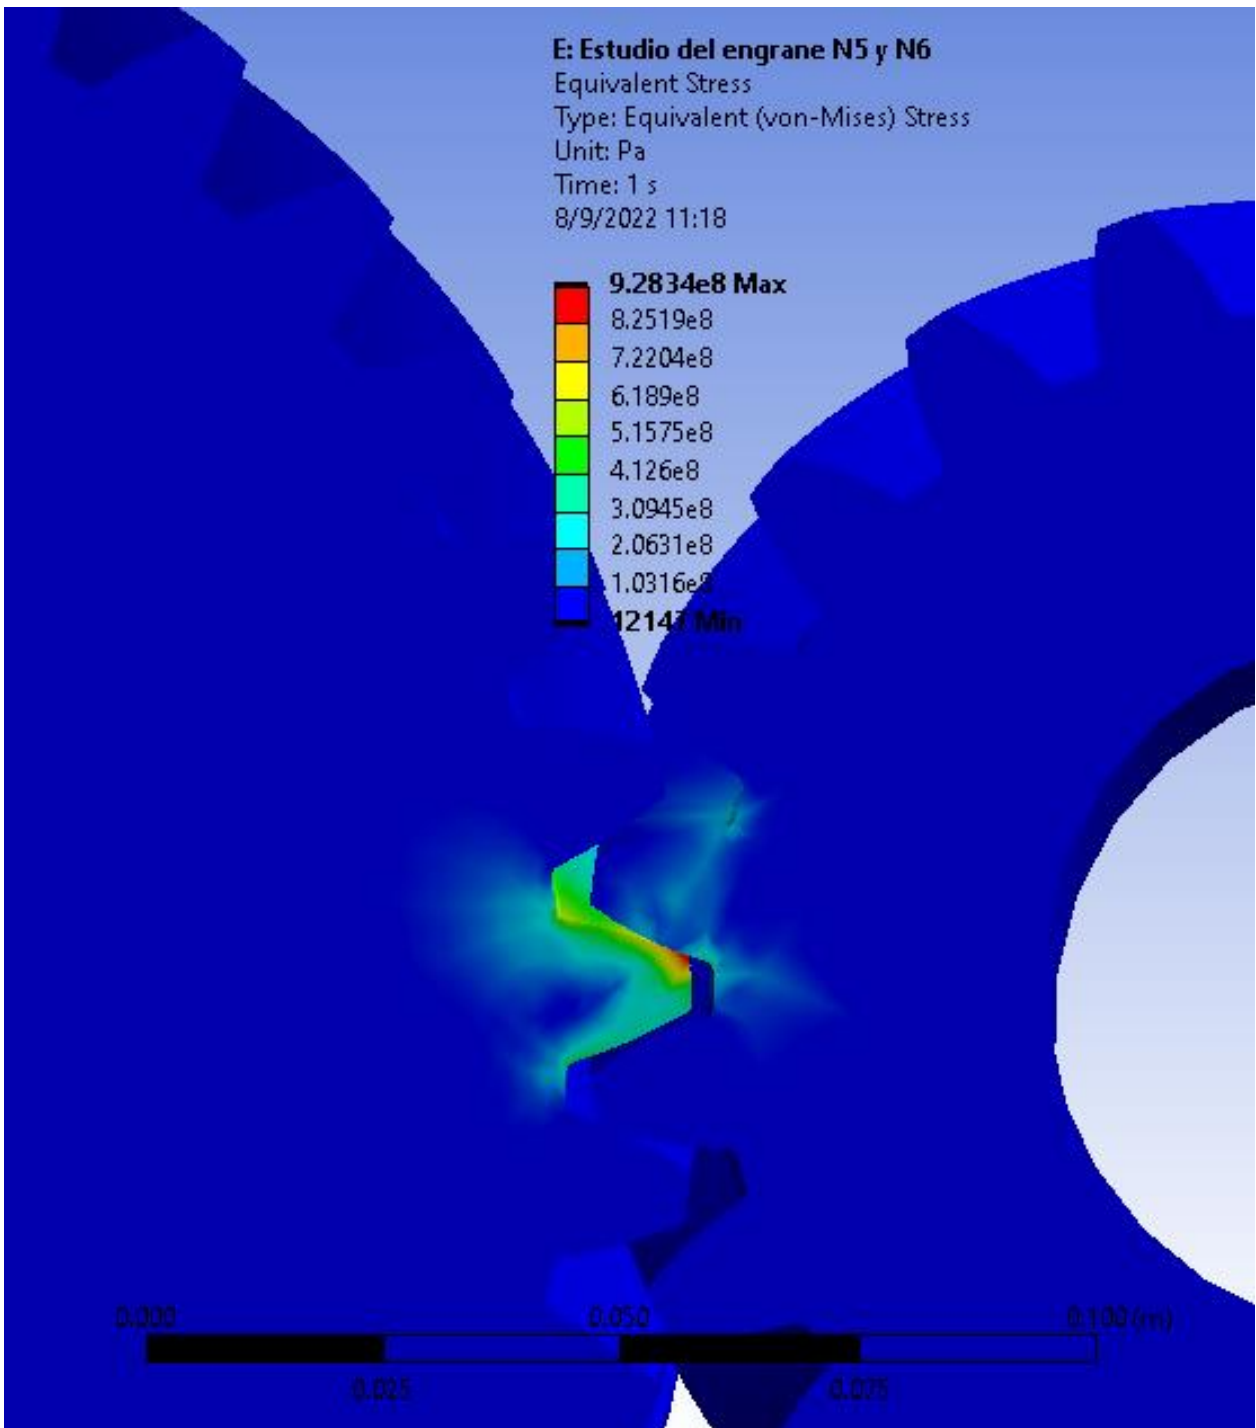 E: Estudio del engrane N5 y N6
Equivalent Stress
Type: Equivalent (von-Mises) Stress
Unit: Pa
Time: 1 s
8/9/2022 11:18
9.2834e8 Max
8.2519e8
7.2204e8
6.189e8
5.1575e8
4.126e8
3.0945e8
2.0631e8
1.0316e8
12147 Min
0.000 0.050 0.100 (m)
0.025 0.075